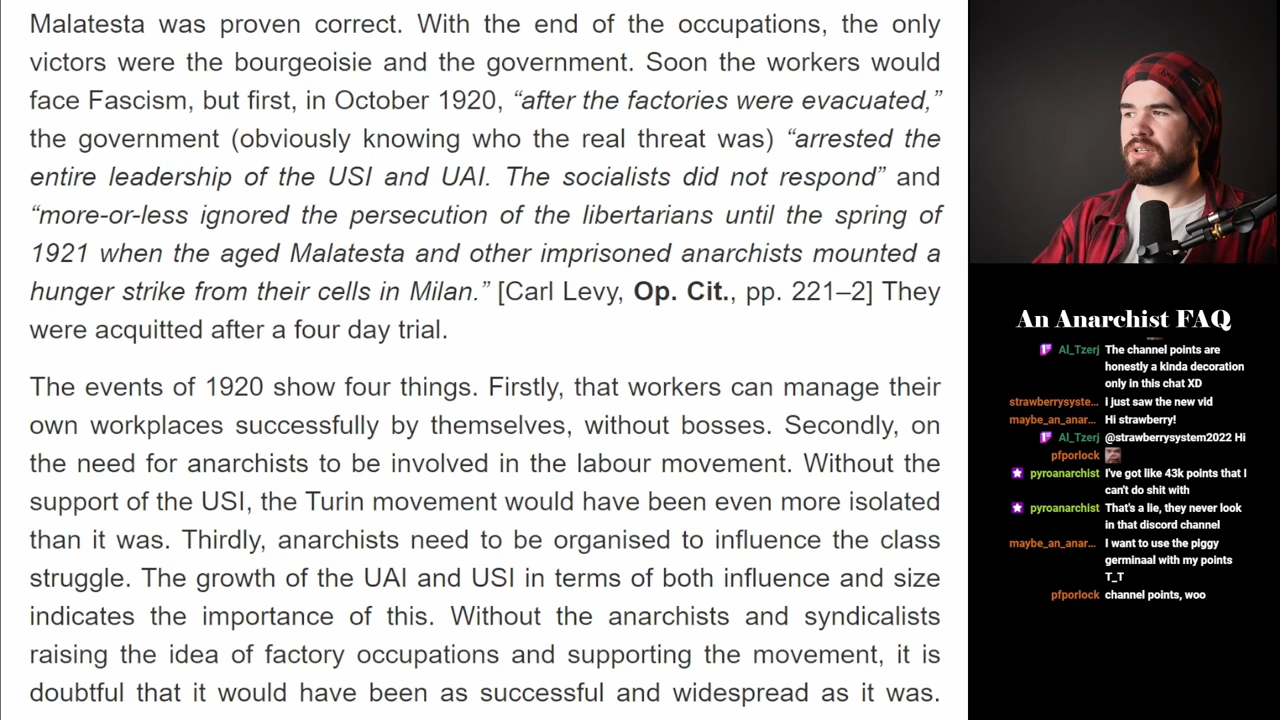 Malatesta was proven correct. With the end of the occupations, the only
victors were the bourgeoisie and the government. Soon the workers would
face Fascism, but first, in October 1920, “after the factories were evacuated,”
the government (obviously knowing who the real threat was) “arrested the
entire leadership of the USI and UAI. The socialists did not respond” and
“more-or-less ignored the persecution of the libertarians until the spring of
1921 when the aged Malatesta and other imprisoned anarchists mounted a
hunger strike from their cells in Milan.” [Carl Levy, Op. Cit., pp. 221–2] They
were acquitted after a four day trial.
The events of 1920 show four things. Firstly, that workers can manage their
own workplaces successfully by themselves, without bosses. Secondly, on
the need for anarchists to be involved in the labour movement. Without the
support of the USI, the Turin movement would have been even more isolated
than it was. Thirdly, anarchists need to be organised to influence the class
struggle. The growth of the UAI and USI in terms of both influence and size
indicates the importance of this. Without the anarchists and syndicalists
raising the idea of factory occupations and supporting the movement, it is
doubtful that it would have been as successful and widespread as it was.
An Anarchist FAQ
Al_Tzerj The channel points are
honestly a kinda decoration
only in this chat XD
strawberrysyste... i just saw the new vid
maybe_an_anar... Hi strawberry!
Al_Tzerj @strawberrysystem2022 Hi
pfporlock
pyroanarchist I've got like 43k points that I
can't do shit with
pyroanarchist That's a lie, they never look
in that discord channel
maybe_an_anar... I want to use the piggy
germinaal with my points
T_T
pfporlock channel points, woo